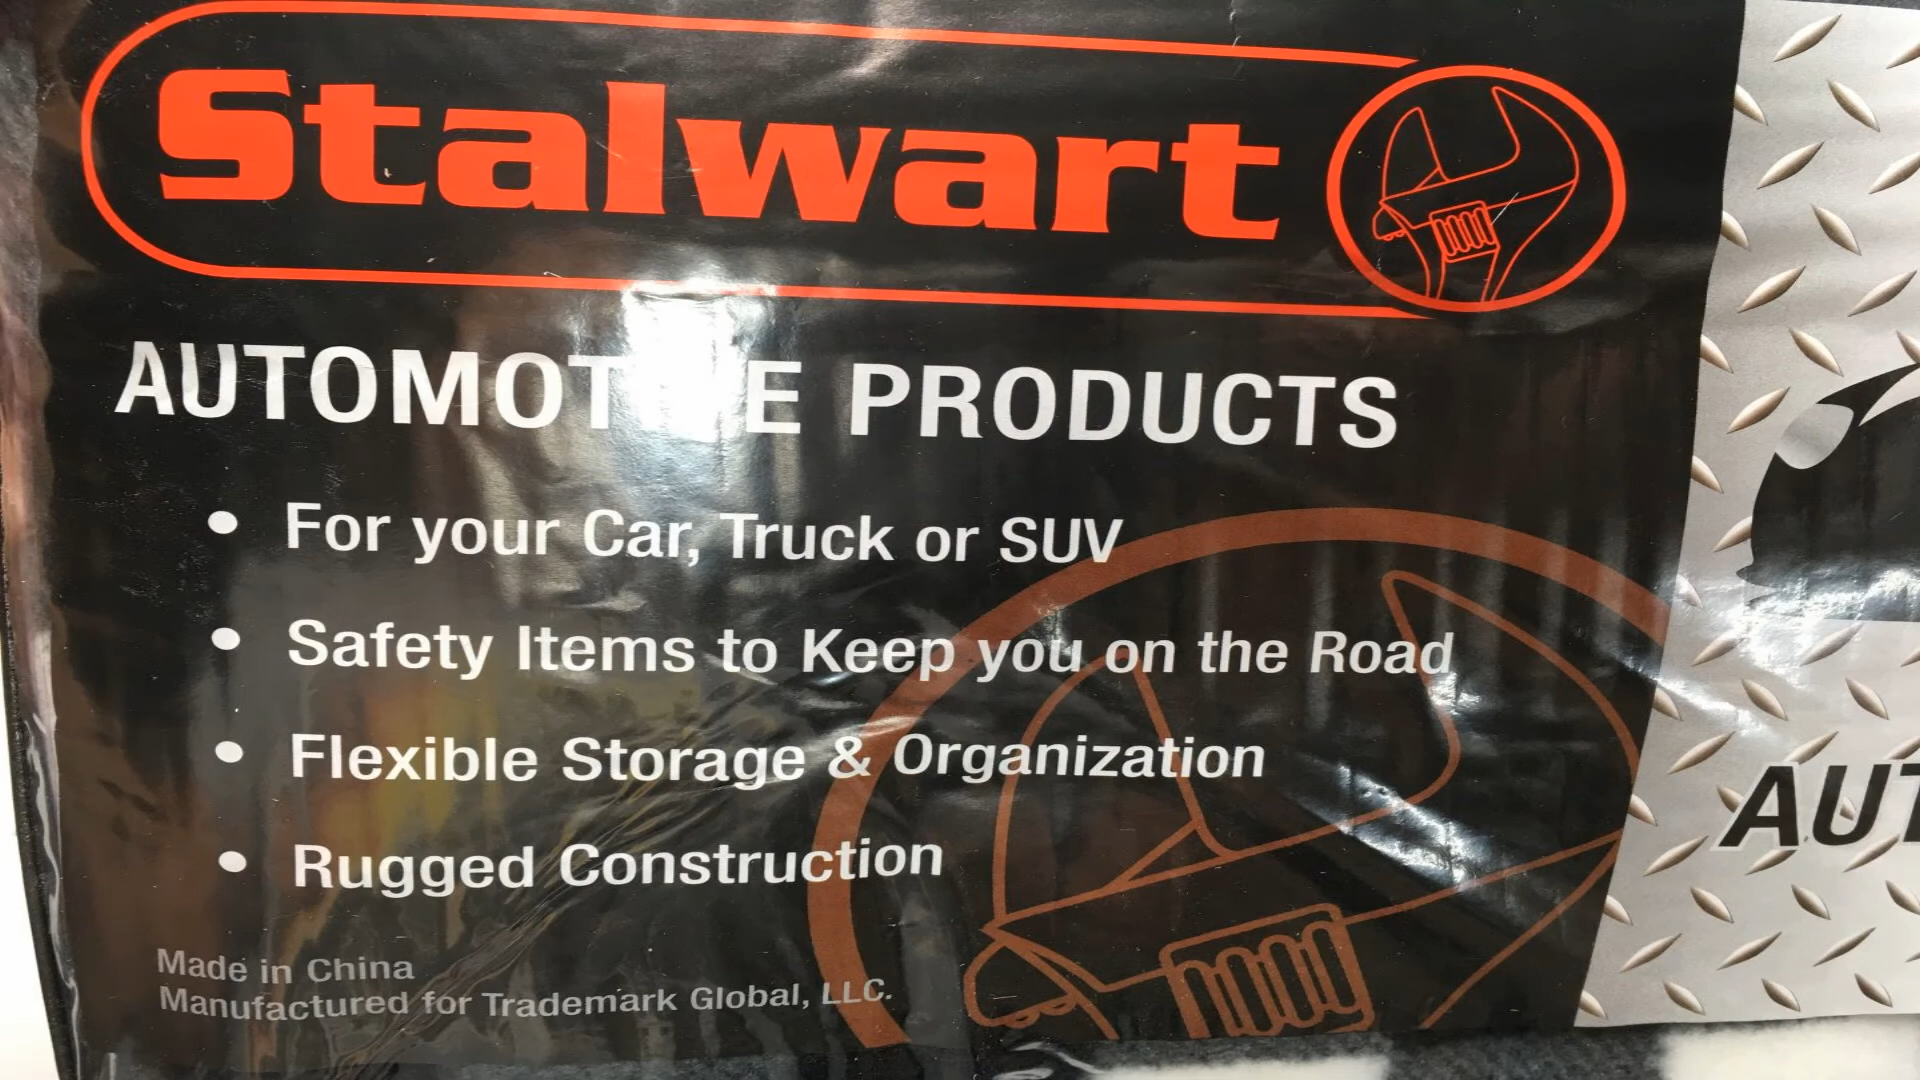 Stalwart
AUTOMOTIVE PRODUCTS
• For your Car, Truck or SUV
• Safety Items to Keep you on the Road
• Flexible Storage & Organization
• Rugged Construction
Made in China
Manufactured for Trademark Global, LLC.